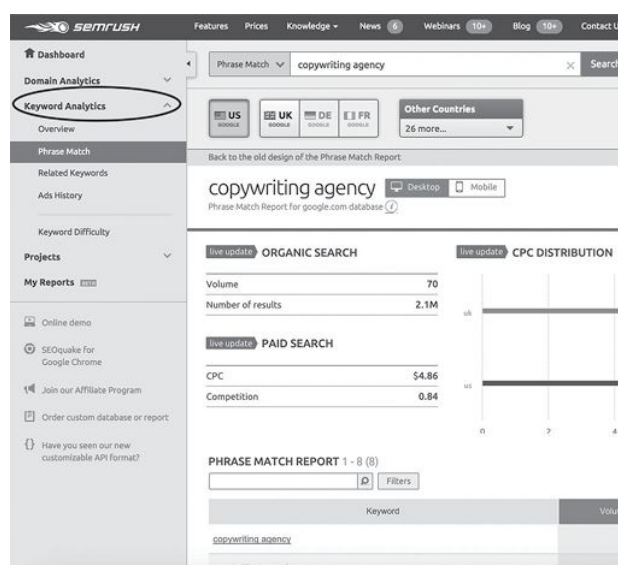 semrush
Features Prices Knowledge News 6 Webinars 10+ Blog 10+ Contact U
Dashboard
Domain Analytics
Keyword Analytics
Overview
Phrase Match
Related Keywords
Ads History
Keyword Difficulty
Projects
My Reports
Online demo
SEOquake for
Google Chrome
Join our Affiliate Program
Order custom database or report
{} Have you seen our new
customizable API format?
Phrase Match copywriting agency × Search
US UK DE FR
GOOGLE GOOGLE GOOGLE GOOGLE
Other Countries
26 more...
Back to the old design of the Phrase Match Report
copywriting agency Desktop Mobile
Phrase Match Report for google.com database i
live update ORGANIC SEARCH
Volume 70
Number of results 2.1M
live update PAID SEARCH
CPC $4.86
Competition 0.84
live update CPC DISTRIBUTION
uk
us
0 2 4
PHRASE MATCH REPORT 1 - 8 (8)
Filters
Keyword Volu
copywriting agency